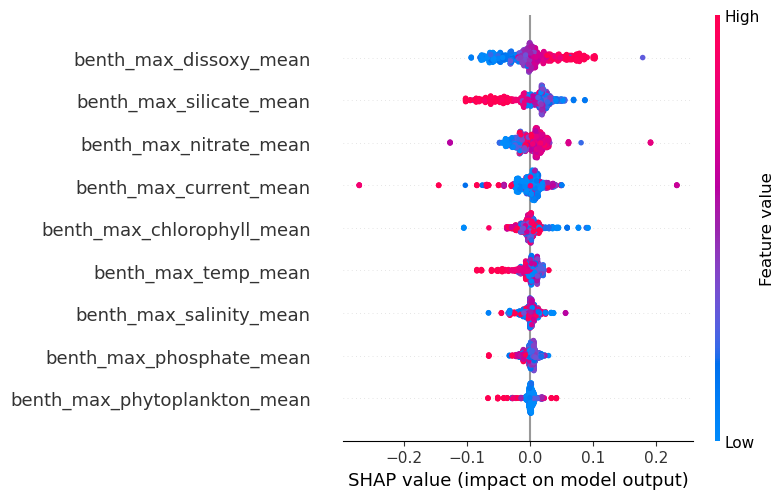 High
benth_max_dissoxy_mean
benth_max_silicate_mean
benth_max_nitrate_mean
benth_max_current_mean
benth_max_chlorophyll_mean
benth_max_temp_mean
benth_max_salinity_mean
benth_max_phosphate_mean
benth_max_phytoplankton_mean
Feature value
Low
−0.2 −0.1 0.0 0.1 0.2
SHAP value (impact on model output)